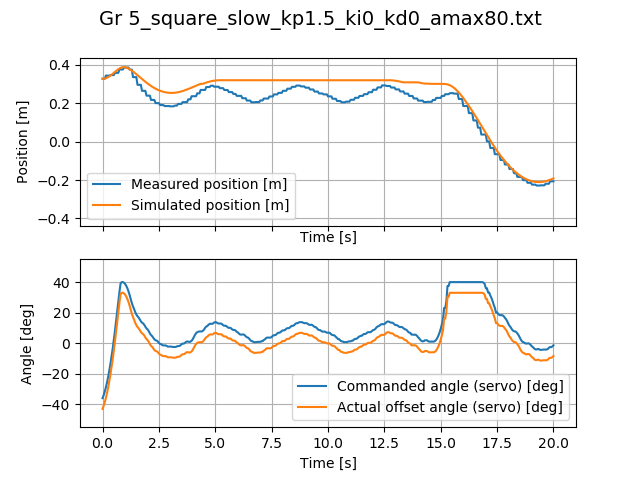 Gr 5_square_slow_kp1.5_ki0_kd0_amax80.txt
0.4
0.2
0.0
−0.2
−0.4
Position [m]
Measured position [m]
Simulated position [m]
Time [s]
40
20
0
−20
−40
Angle [deg]
Commanded angle (servo) [deg]
Actual offset angle (servo) [deg]
0.0 2.5 5.0 7.5 10.0 12.5 15.0 17.5 20.0
Time [s]